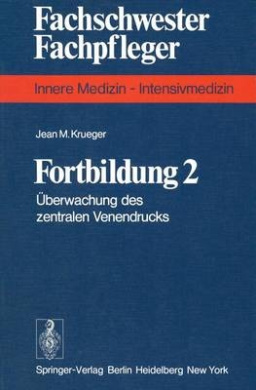 Fachschwester
Fachpfleger
Innere Medizin - Intensivmedizin
Jean M. Krueger
Fortbildung 2
Überwachung des
zentralen Venendrucks
Springer-Verlag Berlin Heidelberg New York